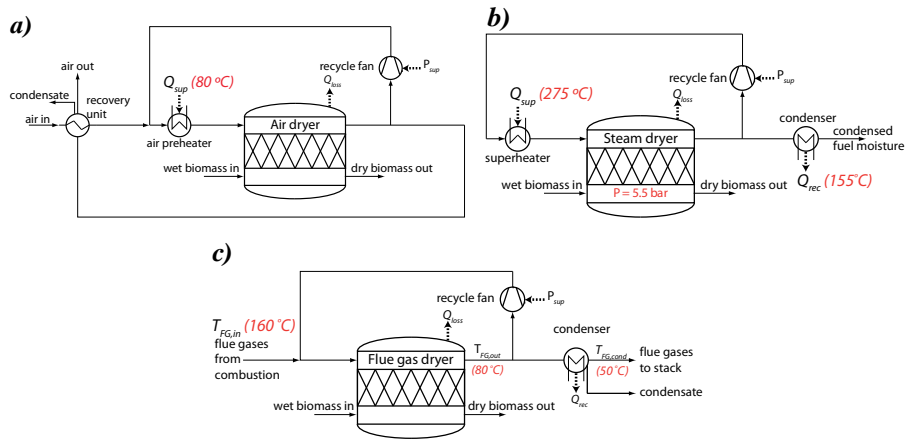 a)
air out
condensate
recovery
unit
air in
Q_sup (80 ºC)
air preheater
Q_loss
recycle fan
P_sup
Air dryer
wet biomass in
dry biomass out
b)
Q_sup (275 ºC)
superheater
Q_loss
recycle fan
P_sup
Steam dryer
P = 5.5 bar
wet biomass in
dry biomass out
condenser
condensed
fuel moisture
Q_rec (155°C)
c)
T_FG,in (160 °C)
flue gases
from
combustion
Q_loss
recycle fan
P_sup
Flue gas dryer
T_FG,out
(80 °C)
wet biomass in
dry biomass out
condenser
T_FG,cond
(50 °C)
flue gases
to stack
Q_rec
condensate